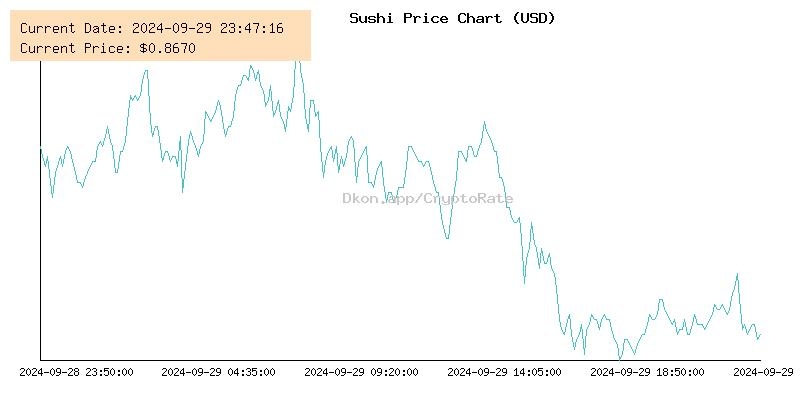 Sushi Price Chart (USD)
Current Date: 2024-09-29 23:47:16
Current Price: $0.8670
Dkon.app/CryptoRate
2024-09-28 23:50:00 2024-09-29 04:35:00 2024-09-29 09:20:00 2024-09-29 14:05:00 2024-09-29 18:50:00 2024-09-29